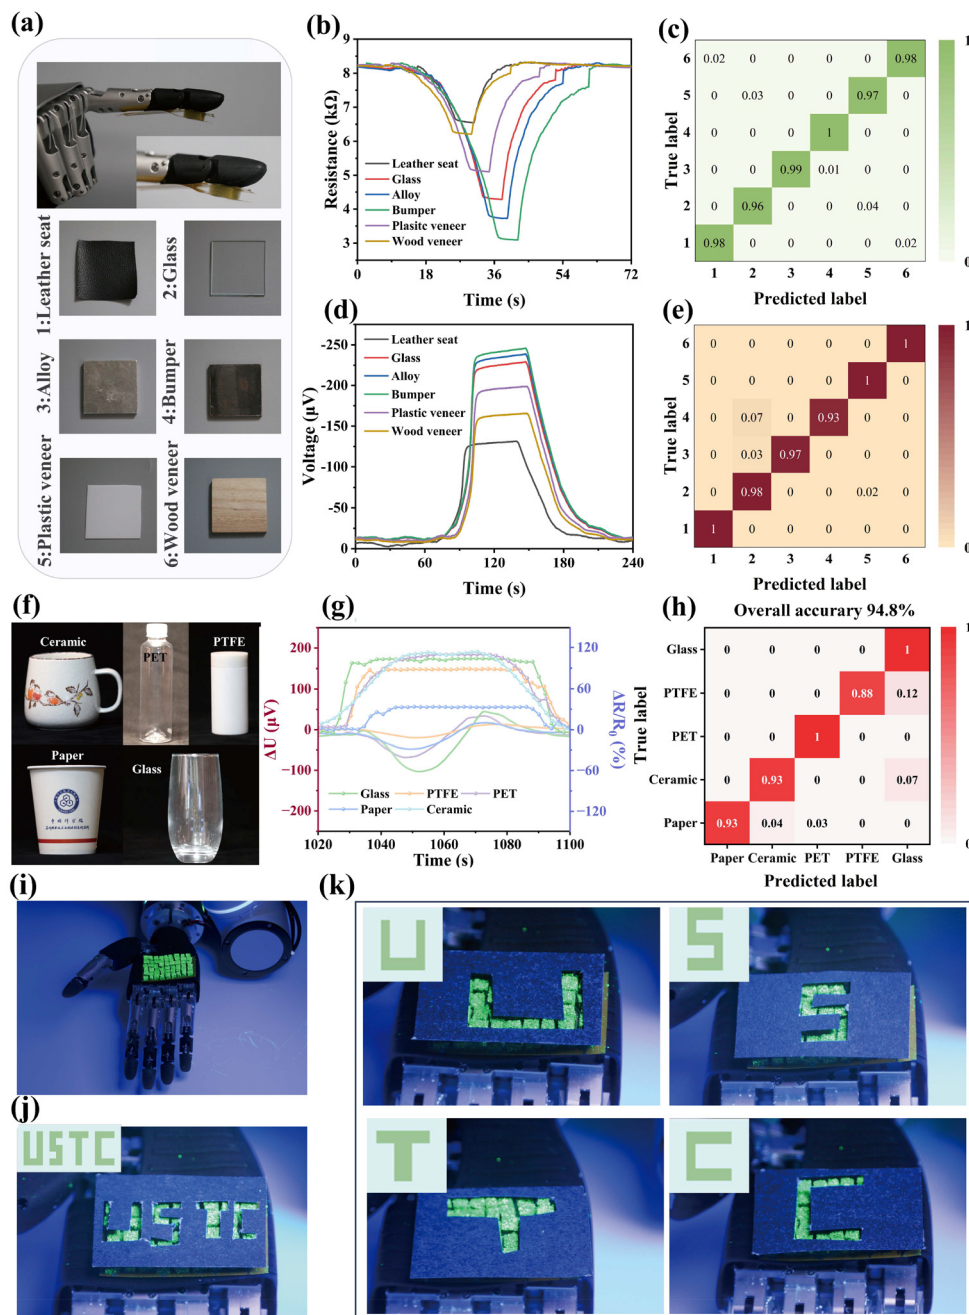 (a)
1:Leather seat
2:Glass
3:Alloy
4:Bumper
5:Plastic veneer
6:Wood veneer
(b)
Resistance (kΩ)
9
8
7
6
5
4
3
Leather seat
Glass
Alloy
Bumper
Plasitc veneer
Wood veneer
0 18 36 54 72
Time (s)
(c)
True label
6 0.02 0 0 0 0 0.98
5 0 0.03 0 0 0.97 0
4 0 0 0 1 0 0
3 0 0 0.99 0.01 0 0
2 0 0.96 0 0 0.04 0
1 0.98 0 0 0 0 0.02
1 2 3 4 5 6
Predicted label
1
0
(d)
Voltage (μV)
-250
-200
-150
-100
-50
0
Leather seat
Glass
Alloy
Bumper
Plastic veneer
Wood veneer
0 60 120 180 240
Time (s)
(e)
True label
6 0 0 0 0 0 1
5 0 0 0 0 1 0
4 0 0.07 0 0.93 0 0
3 0 0.03 0.97 0 0 0
2 0 0.98 0 0 0.02 0
1 1 0 0 0 0 0
1 2 3 4 5 6
Predicted label
1
0
(f)
Ceramic
PET
PTFE
Paper
Glass
(g)
ΔU (μV)
200
100
0
-100
-200
ΔR/R0 (%)
120
60
0
-60
-120
Glass PTFE PET
Paper Ceramic
1020 1040 1060 1080 1100
Time (s)
(h)
Overall accurary 94.8%
True label
Glass 0 0 0 0 1
PTFE 0 0 0 0.88 0.12
PET 0 0 1 0 0
Ceramic 0 0.93 0 0 0.07
Paper 0.93 0.04 0.03 0 0
Paper Ceramic PET PTFE Glass
Predicted label
1
0
(i)
(j)
USTC
USTC
(k)
U
U
S
S
T
T
C
C